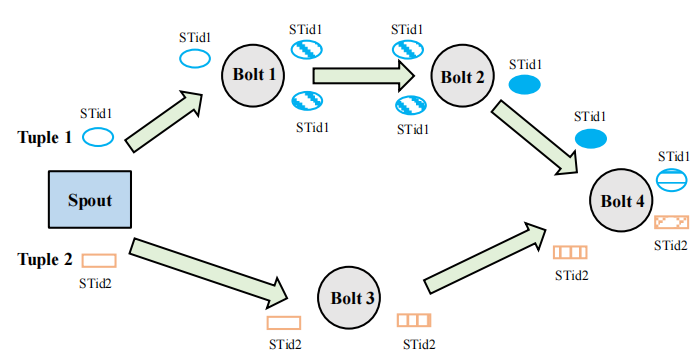 STid1
STid1
STid1
Bolt 1
Bolt 2
STid1
STid1
STid1
STid1
STid1
Tuple 1
STid1
Spout
Bolt 4
STid2
Tuple 2
STid2
STid2
Bolt 3
STid2
STid2